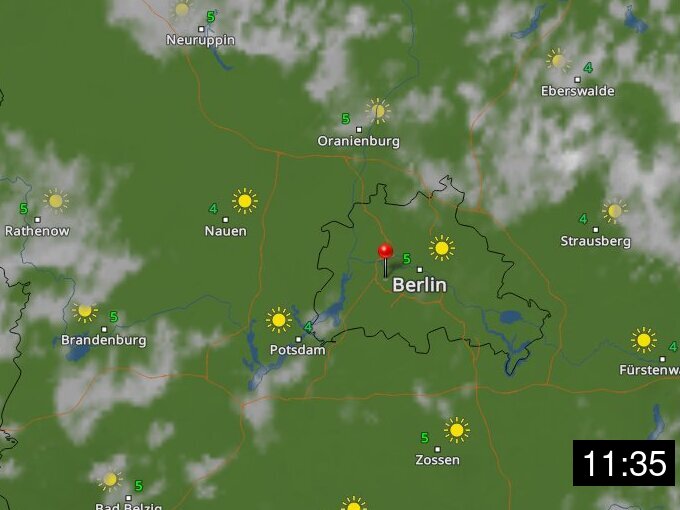 5
Neuruppin
4
Eberswalde
5
Oranienburg
5
Rathenow
4
Nauen
4
Strausberg
5
Berlin
5
Brandenburg
4
Potsdam
4
Fürstenwa
5
Zossen
11:35
5
Bad Belzig